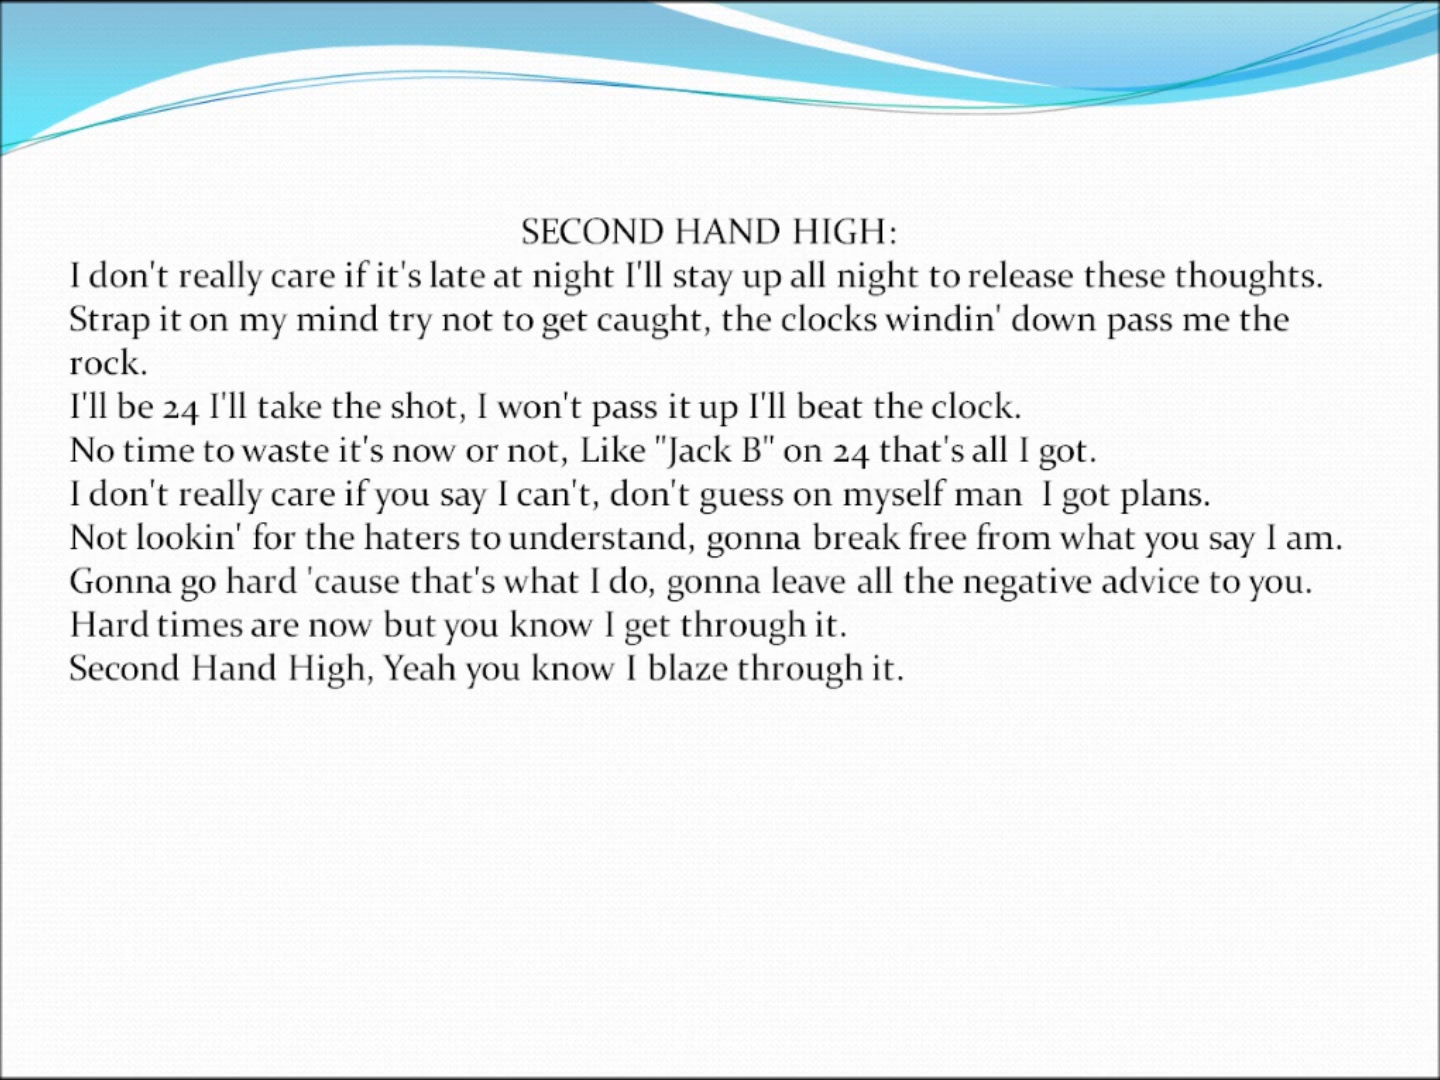 SECOND HAND HIGH:
I don't really care if it's late at night I'll stay up all night to release these thoughts.
Strap it on my mind try not to get caught, the clocks windin' down pass me the
rock.
I'll be 24 I'll take the shot, I won't pass it up I'll beat the clock.
No time to waste it's now or not, Like "Jack B" on 24 that's all I got.
I don't really care if you say I can't, don't guess on myself man  I got plans.
Not lookin' for the haters to understand, gonna break free from what you say I am.
Gonna go hard 'cause that's what I do, gonna leave all the negative advice to you.
Hard times are now but you know I get through it.
Second Hand High, Yeah you know I blaze through it.